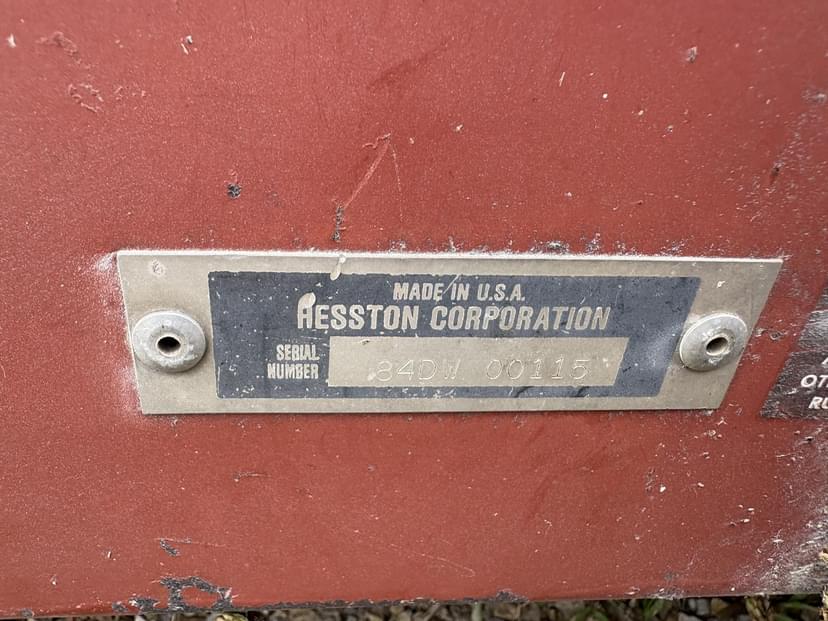 MADE IN U.S.A.
HESSTON CORPORATION
SERIAL
NUMBER
84DW 00115